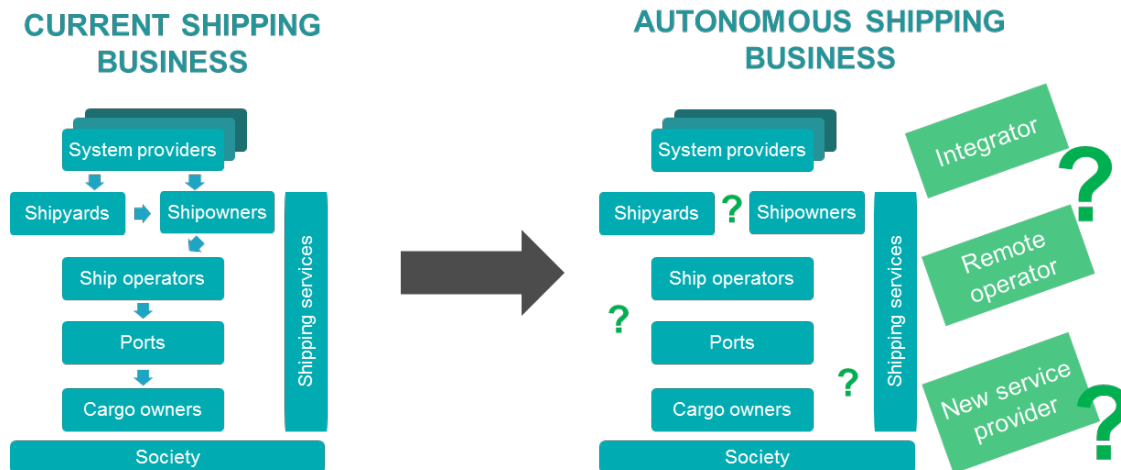 CURRENT SHIPPING
BUSINESS
System providers
Shipyards
Shipowners
Ship operators
Ports
Cargo owners
Shipping services
Society
AUTONOMOUS SHIPPING
BUSINESS
System providers
Shipyards
?
Shipowners
Ship operators
?
Ports
?
Cargo owners
Shipping services
Society
Integrator
?
Remote
operator
New service
provider
?